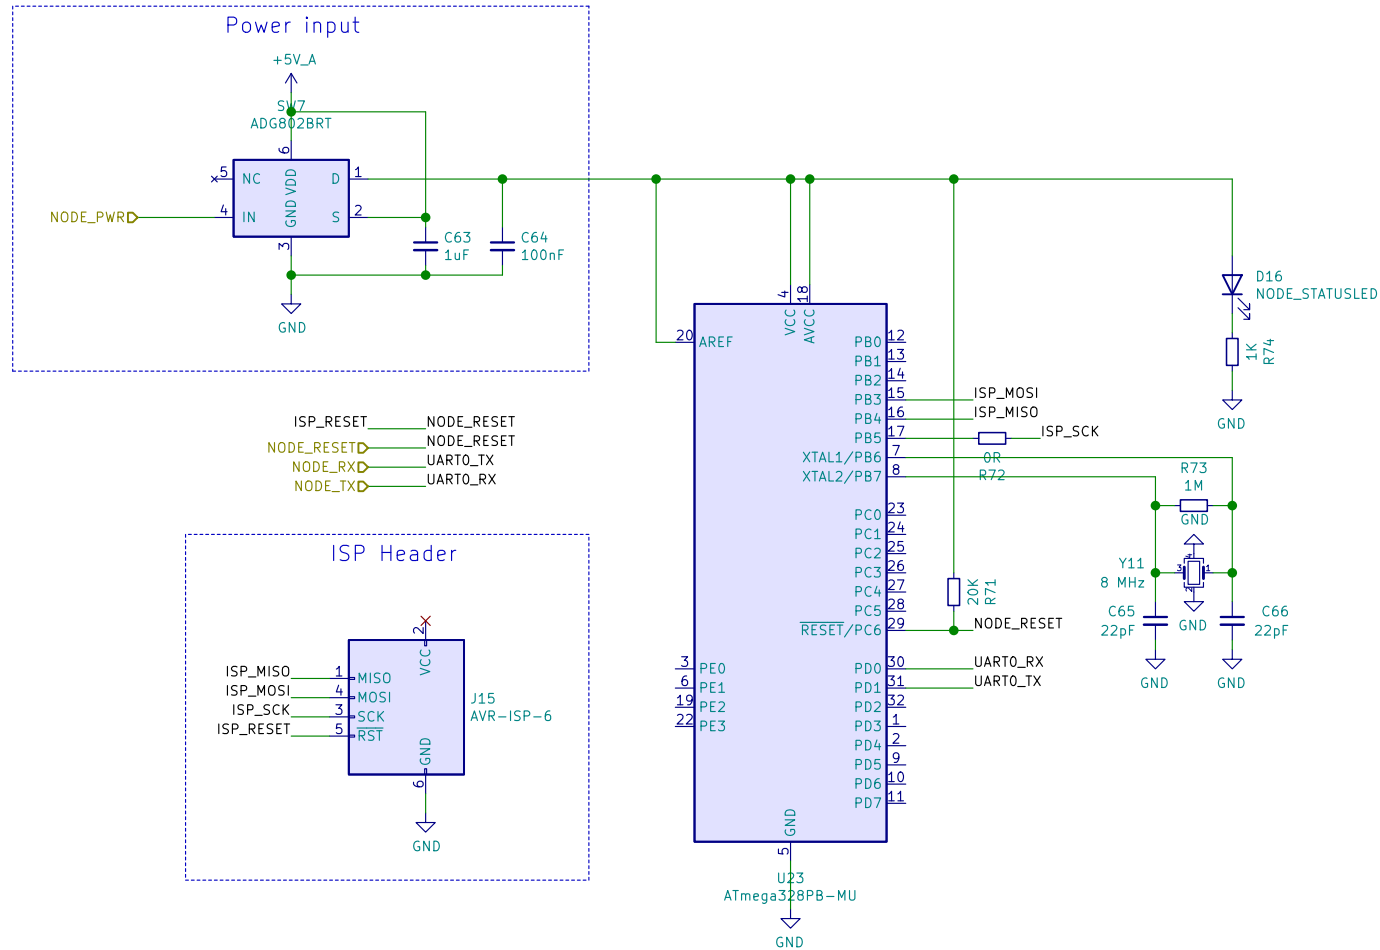 Power input
+5V_A
SW7
ADG802BRT
6
5 NC VDD D 1
NODE_PWR 4 IN GND S 2
3
C63
1uF
C64
100nF
GND
ISP_RESET NODE_RESET
NODE_RESET NODE_RESET
NODE_RX UART0_TX
NODE_TX UART0_RX
ISP Header
2
VCC
ISP_MISO 1 MISO
ISP_MOSI 4 MOSI
ISP_SCK 3 SCK
ISP_RESET 5 RST
GND
6
J15
AVR-ISP-6
GND
4 18
VCC AVCC
20 AREF
3 PE0
6 PE1
19 PE2
22 PE3
PB0 12
PB1 13
PB2 14
PB3 15 ISP_MOSI
PB4 16 ISP_MISO
PB5 17 ISP_SCK
0R
R72
XTAL1/PB6 7
XTAL2/PB7 8
PC0 23
PC1 24
PC2 25
PC3 26
PC4 27
PC5 28
RESET/PC6 29 NODE_RESET
PD0 30 UART0_RX
PD1 31 UART0_TX
PD2 32
PD3 1
PD4 2
PD5 9
PD6 10
PD7 11
GND
5
U23
ATmega328PB-MU
GND
20K
R71
D16
NODE_STATUSLED
1K
R74
GND
R73
1M
GND
4
3 1
2
Y11
8 MHz
GND
C65
22pF
C66
22pF
GND
GND